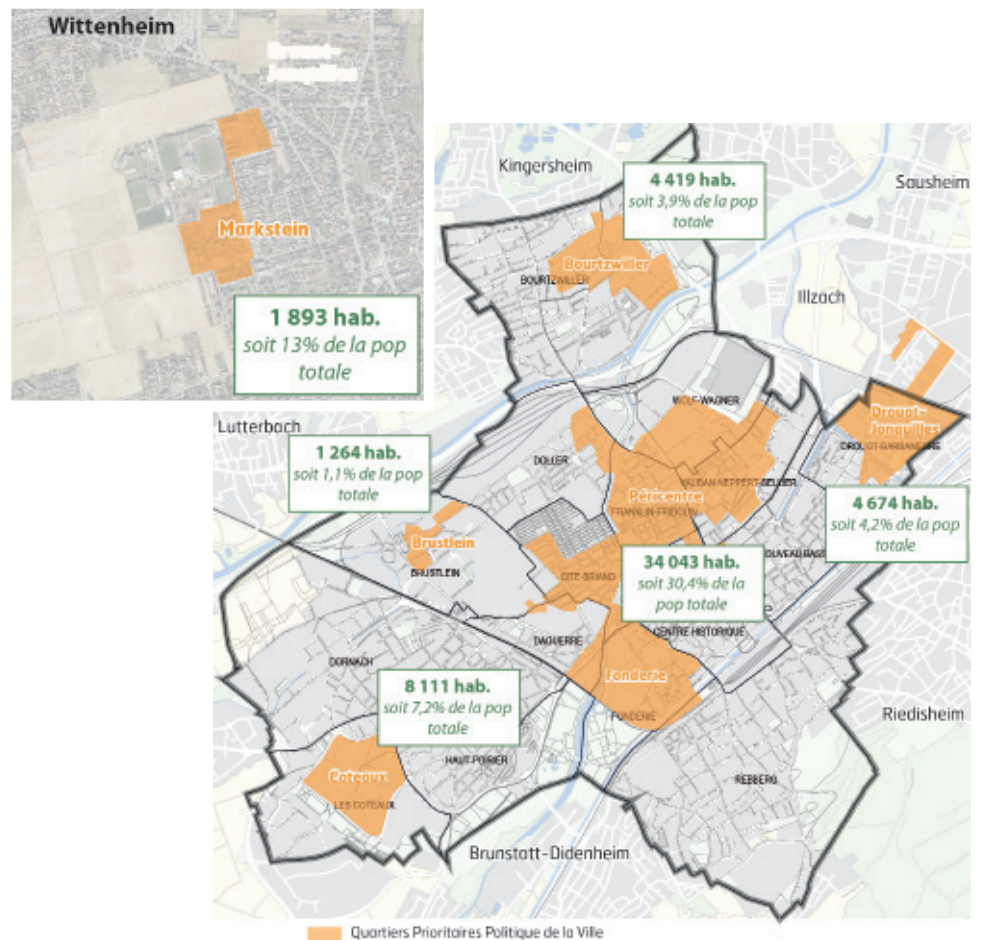 Wittenheim
Markstein
1 893 hab.
soit 13% de la pop
totale
Kingersheim
4 419 hab.
soit 3,9% de la pop
totale
Sausheim
Bourtzwiller
BOURTZWILLER
Illzach
WOLF-WAGNER
Drouot-
Jonquilles
DROUOT-BARBANEGRE
Lutterbach
1 264 hab.
soit 1,1% de la pop
totale
DOLLER
VAUBAN-NEPPERT-SELLIER
Péricentre
FRANKLIN-FRIDOLIN
4 674 hab.
soit 4,2% de la pop
totale
Brustlein
BRUSTLEIN
34 043 hab.
soit 30,4% de la
pop totale
OUVEAU BASS
CITE-BRIAND
DAGUERRE
CENTRE HISTORIQUE
DORNACH
Fonderie
FONDERIE
8 111 hab.
soit 7,2% de la pop
totale
Riedisheim
HAUT-POIRIER
REBBERG
Coteaux
LES COTEAUX
Brunstatt-Didenheim
Quartiers Prioritaires Politique de la Ville